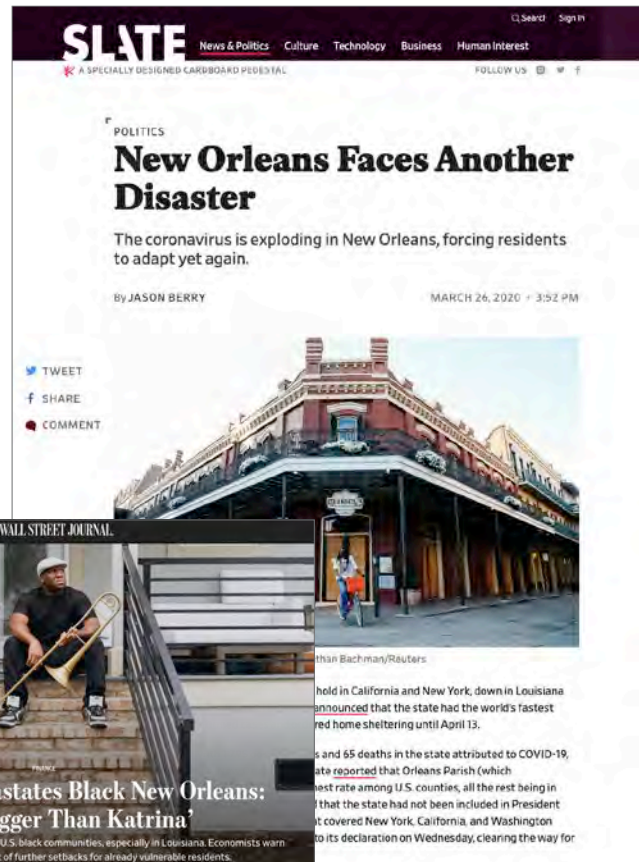 Search Sign In
SLATE
News & Politics Culture Technology Business Human Interest
A SPECIALLY DESIGNED CARDBOARD PEDESTAL
FOLLOW US
POLITICS
New Orleans Faces Another
Disaster
The coronavirus is exploding in New Orleans, forcing residents
to adapt yet again.
By JASON BERRY
MARCH 26, 2020 / 3:52 PM
TWEET
SHARE
COMMENT
than Bachman/Reuters
hold in California and New York, down in Louisiana
announced that the state had the world's fastest
red home sheltering until April 13.
s and 65 deaths in the state attributed to COVID-19,
ate reported that Orleans Parish (which
est rate among U.S. counties, all the rest being in
that the state had not been included in President
t covered New York, California, and Washington
to its declaration on Wednesday, clearing the way for
WALL STREET JOURNAL.
FINANCE
astates Black New Orleans:
gger Than Katrina’
U.S. black communities, especially in Louisiana. Economists warn
of further setbacks for already vulnerable residents.